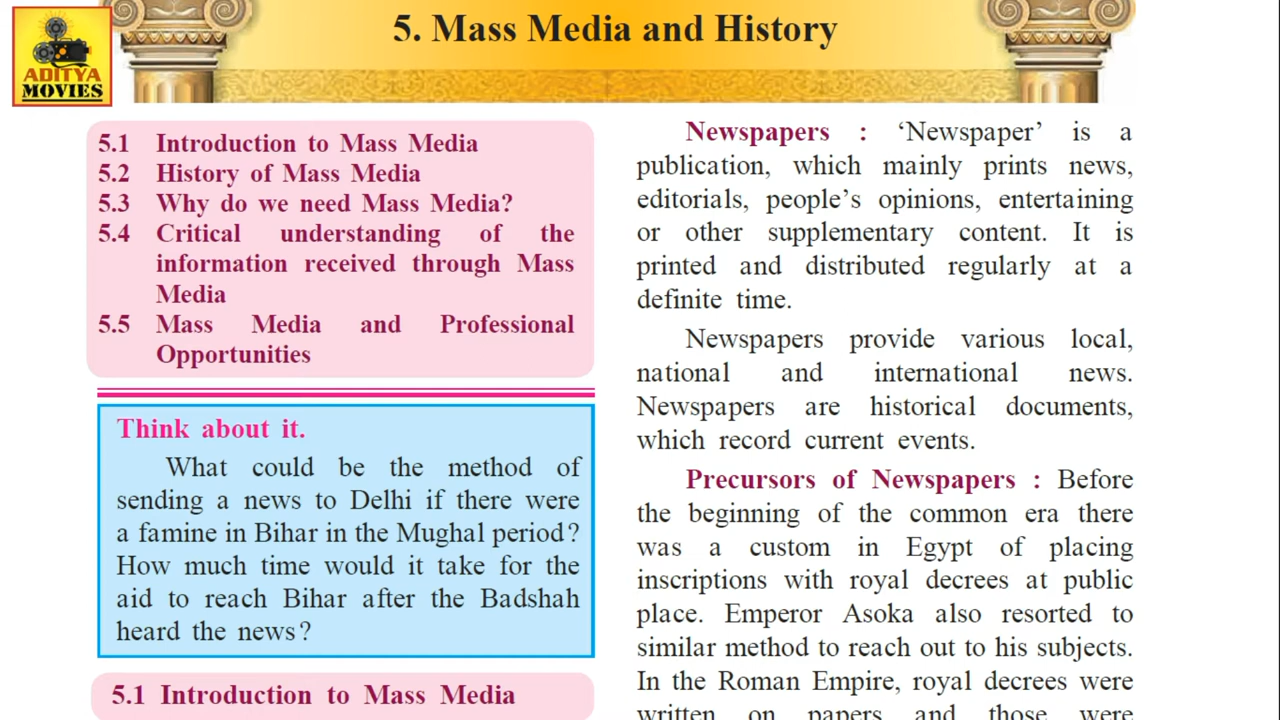 ADITYA
MOVIES
5. Mass Media and History
5.1 Introduction to Mass Media
5.2 History of Mass Media
5.3 Why do we need Mass Media?
5.4 Critical understanding of the
information received through Mass
Media
5.5 Mass Media and Professional
Opportunities
Think about it.
What could be the method of
sending a news to Delhi if there were
a famine in Bihar in the Mughal period?
How much time would it take for the
aid to reach Bihar after the Badshah
heard the news?
5.1 Introduction to Mass Media
Newspapers : ‘Newspaper’ is a
publication, which mainly prints news,
editorials, people’s opinions, entertaining
or other supplementary content. It is
printed and distributed regularly at a
definite time.
Newspapers provide various local,
national and international news.
Newspapers are historical documents,
which record current events.
Precursors of Newspapers : Before
the beginning of the common era there
was a custom in Egypt of placing
inscriptions with royal decrees at public
place. Emperor Asoka also resorted to
similar method to reach out to his subjects.
In the Roman Empire, royal decrees were
written on papers and those were